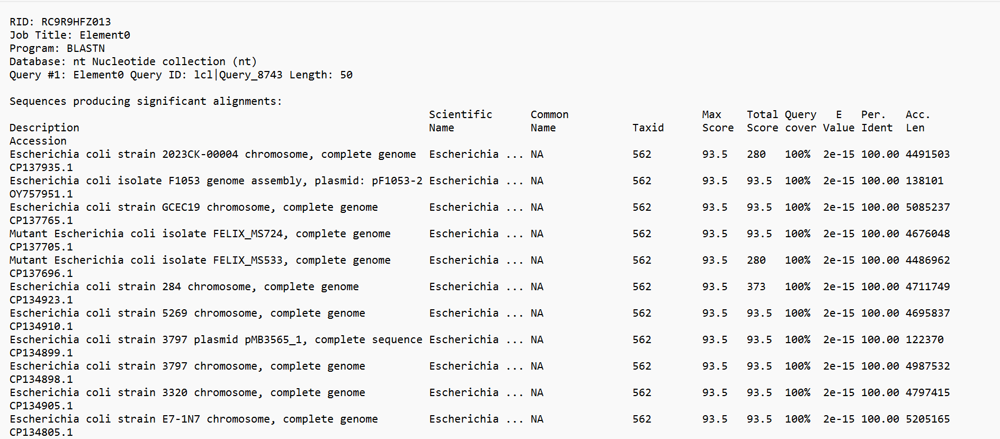 RID: RC9R9HFZ013
Job Title: Element0
Program: BLASTN
Database: nt Nucleotide collection (nt)
Query #1: Element0 Query ID: lcl|Query_8743 Length: 50
Sequences producing significant alignments:
Scientific Common Max Total Query E Per. Acc.
Description Name Name Taxid Score Score cover Value Ident Len
Accession
Escherichia coli strain 2023CK-00004 chromosome, complete genome Escherichia ... NA 562 93.5 280 100% 2e-15 100.00 4491503
CP137935.1
Escherichia coli isolate F1053 genome assembly, plasmid: pF1053-2 Escherichia ... NA 562 93.5 93.5 100% 2e-15 100.00 138101
OY757951.1
Escherichia coli strain GCEC19 chromosome, complete genome Escherichia ... NA 562 93.5 93.5 100% 2e-15 100.00 5085237
CP137765.1
Mutant Escherichia coli isolate FELIX_MS724, complete genome Escherichia ... NA 562 93.5 93.5 100% 2e-15 100.00 4676048
CP137705.1
Mutant Escherichia coli isolate FELIX_MS533, complete genome Escherichia ... NA 562 93.5 280 100% 2e-15 100.00 4486962
CP137696.1
Escherichia coli strain 284 chromosome, complete genome Escherichia ... NA 562 93.5 373 100% 2e-15 100.00 4711749
CP134923.1
Escherichia coli strain 5269 chromosome, complete genome Escherichia ... NA 562 93.5 93.5 100% 2e-15 100.00 4695837
CP134910.1
Escherichia coli strain 3797 plasmid pMB3565_1, complete sequence Escherichia ... NA 562 93.5 93.5 100% 2e-15 100.00 122370
CP134899.1
Escherichia coli strain 3797 chromosome, complete genome Escherichia ... NA 562 93.5 93.5 100% 2e-15 100.00 4987532
CP134898.1
Escherichia coli strain 3320 chromosome, complete genome Escherichia ... NA 562 93.5 93.5 100% 2e-15 100.00 4797415
CP134905.1
Escherichia coli strain E7-1N7 chromosome, complete genome Escherichia ... NA 562 93.5 93.5 100% 2e-15 100.00 5205165
CP134805.1